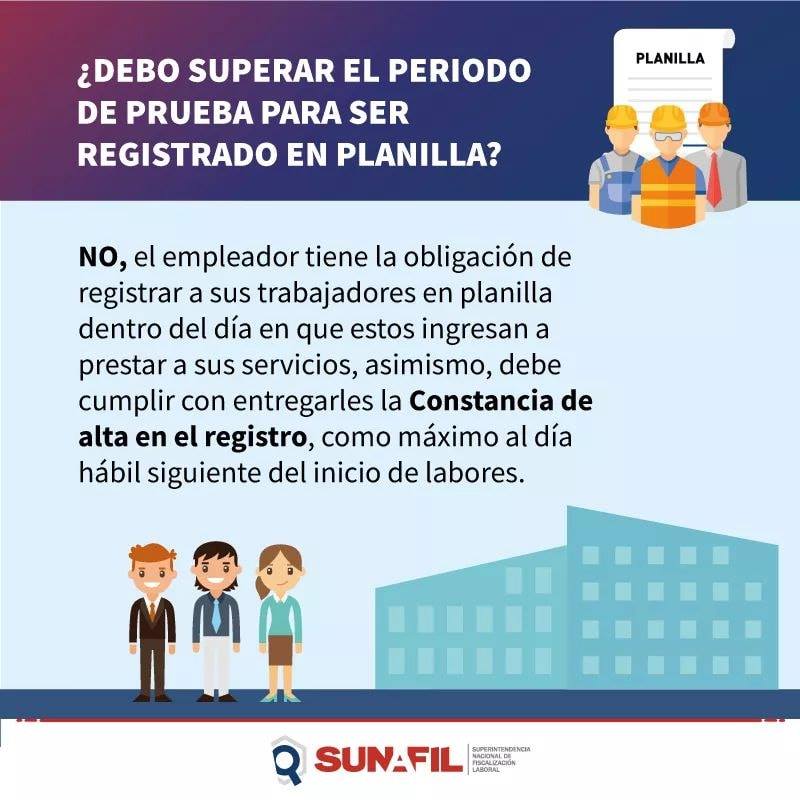 ¿DEBO SUPERAR EL PERIODO
DE PRUEBA PARA SER
REGISTRADO EN PLANILLA?
PLANILLA
NO, el empleador tiene la obligación de
registrar a sus trabajadores en planilla
dentro del día en que estos ingresan a
prestar a sus servicios, asimismo, debe
cumplir con entregarles la Constancia de
alta en el registro, como máximo al día
hábil siguiente del inicio de labores.
SUNAFIL
SUPERINTENDENCIA
NACIONAL DE
FISCALIZACIÓN
LABORAL